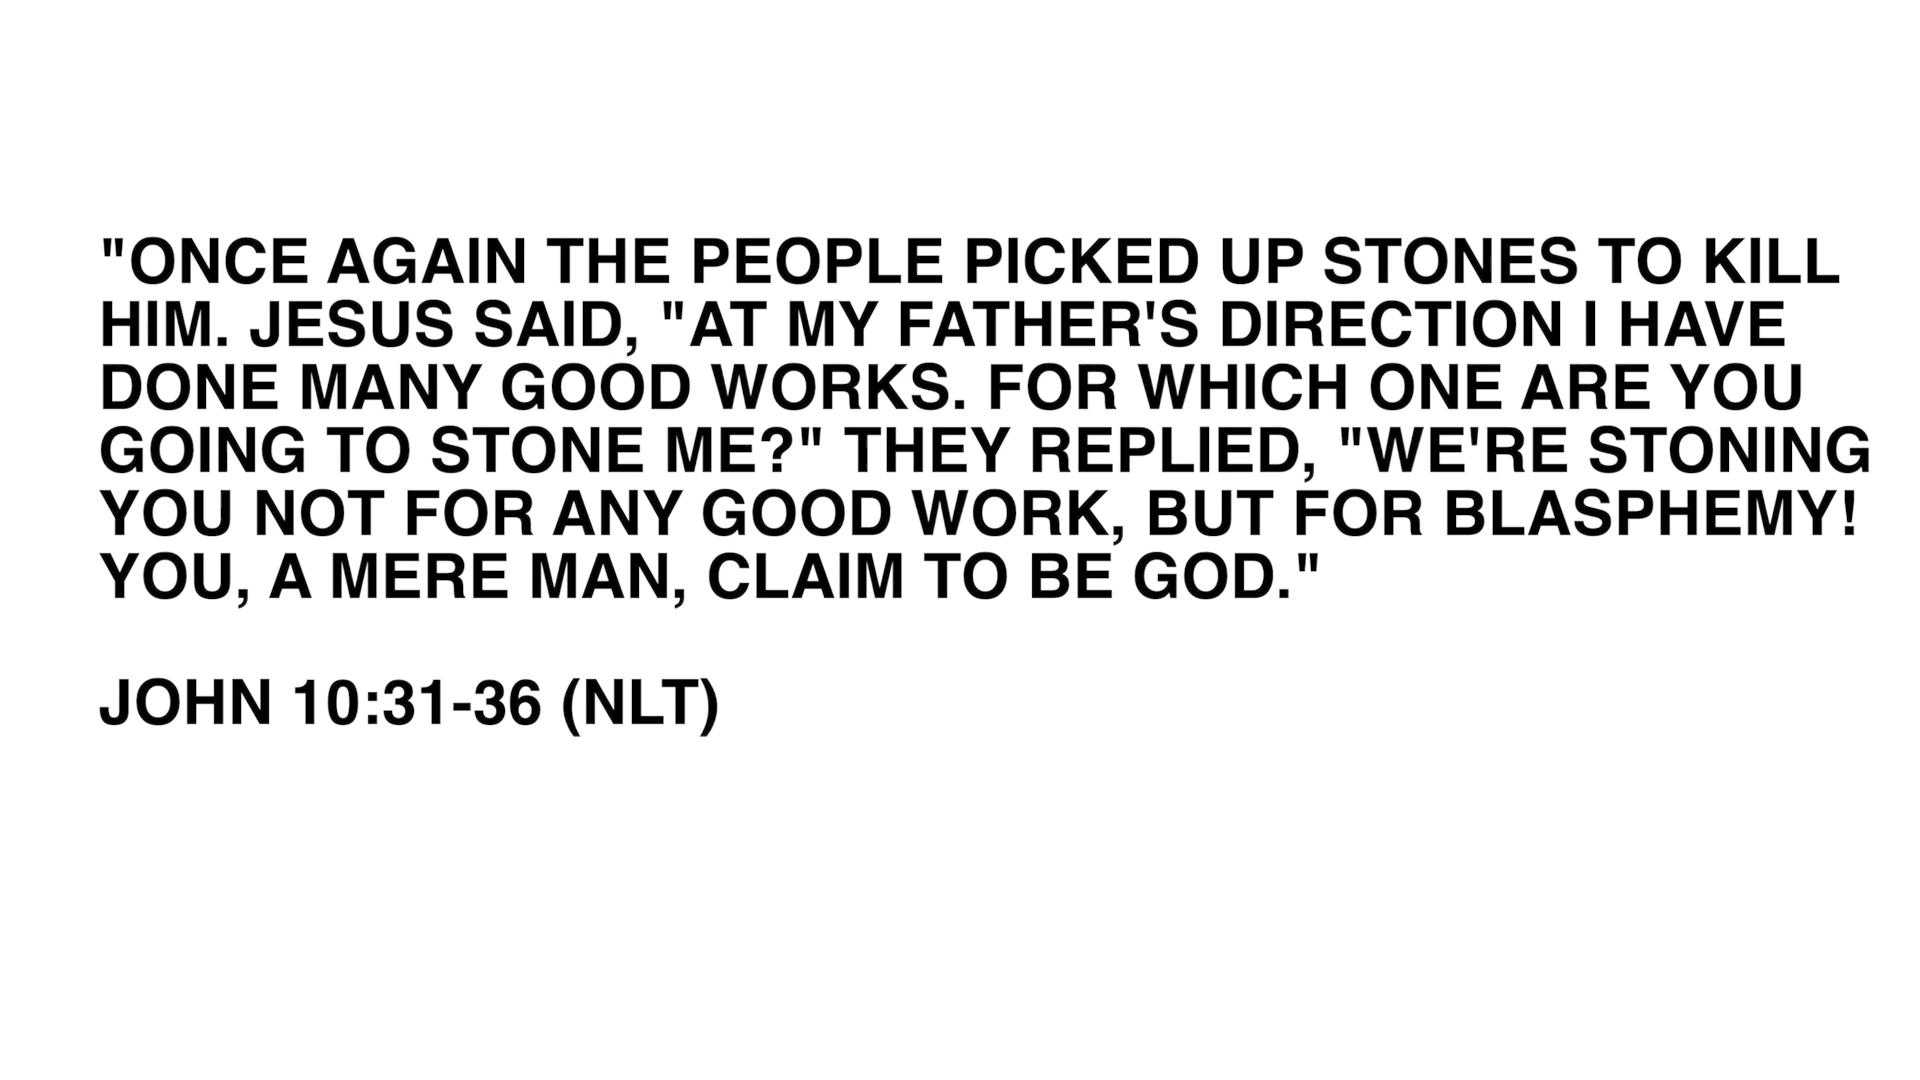 "ONCE AGAIN THE PEOPLE PICKED UP STONES TO KILL
HIM. JESUS SAID, "AT MY FATHER'S DIRECTION I HAVE
DONE MANY GOOD WORKS. FOR WHICH ONE ARE YOU
GOING TO STONE ME?" THEY REPLIED, "WE'RE STONING
YOU NOT FOR ANY GOOD WORK, BUT FOR BLASPHEMY!
YOU, A MERE MAN, CLAIM TO BE GOD."
JOHN 10:31-36 (NLT)